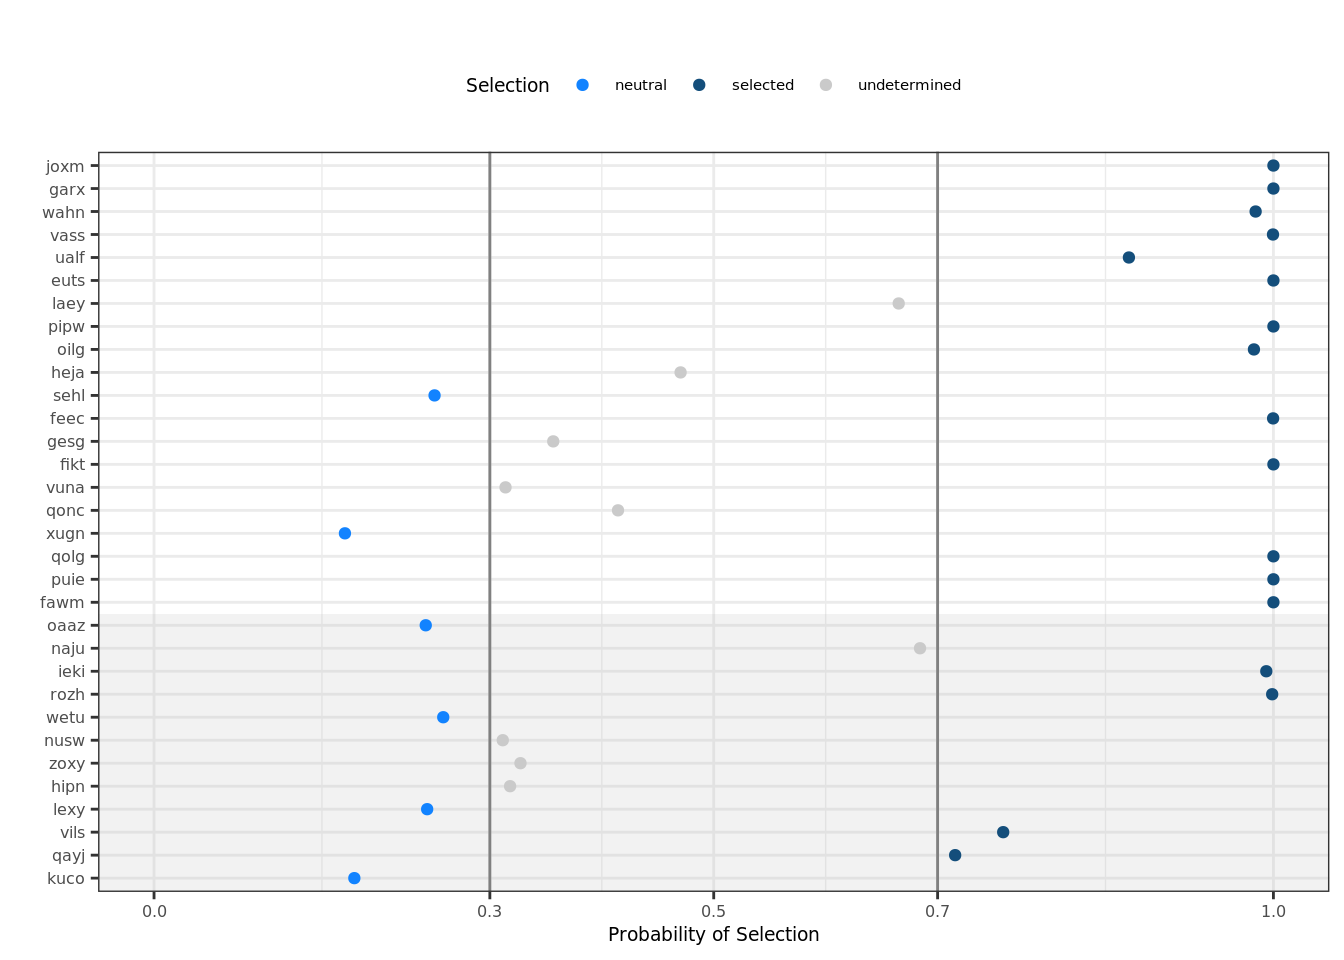 Selection neutral selected undetermined
joxm
garx
wahn
vass
ualf
euts
laey
pipw
oilg
heja
sehl
feec
gesg
fikt
vuna
qonc
xugn
qolg
puie
fawm
oaaz
naju
ieki
rozh
wetu
nusw
zoxy
hipn
lexy
vils
qayj
kuco
0.0 0.3 0.5 0.7 1.0
Probability of Selection